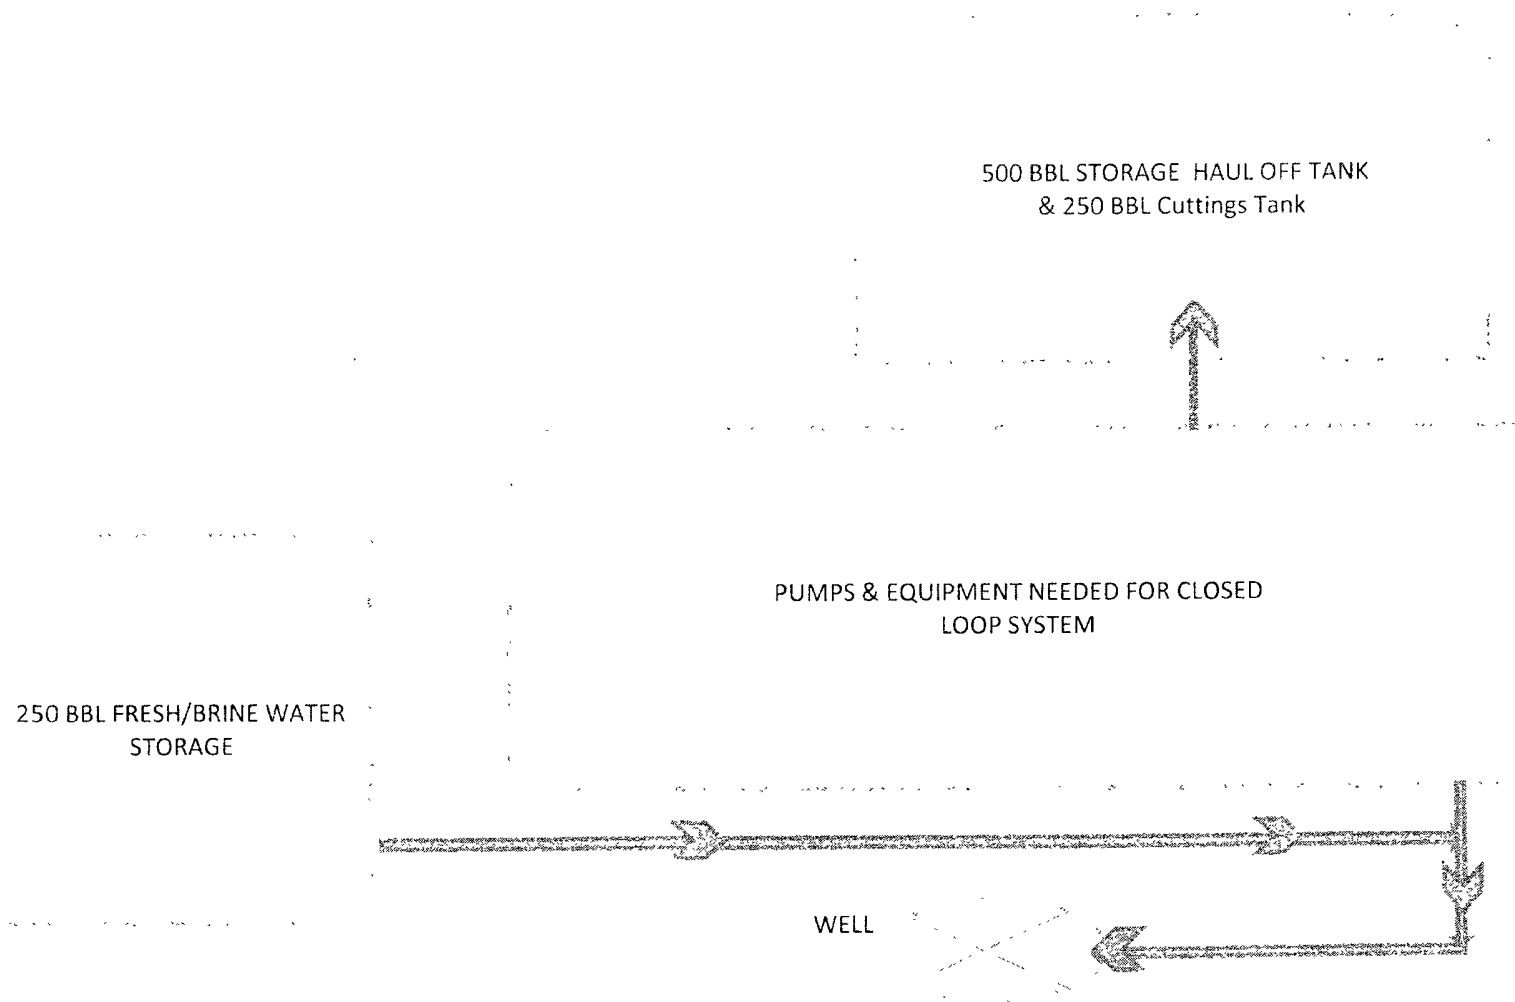 500 BBL STORAGE HAUL OFF TANK
& 250 BBL Cuttings Tank
PUMPS & EQUIPMENT NEEDED FOR CLOSED
LOOP SYSTEM
250 BBL FRESH/BRINE WATER
STORAGE
WELL